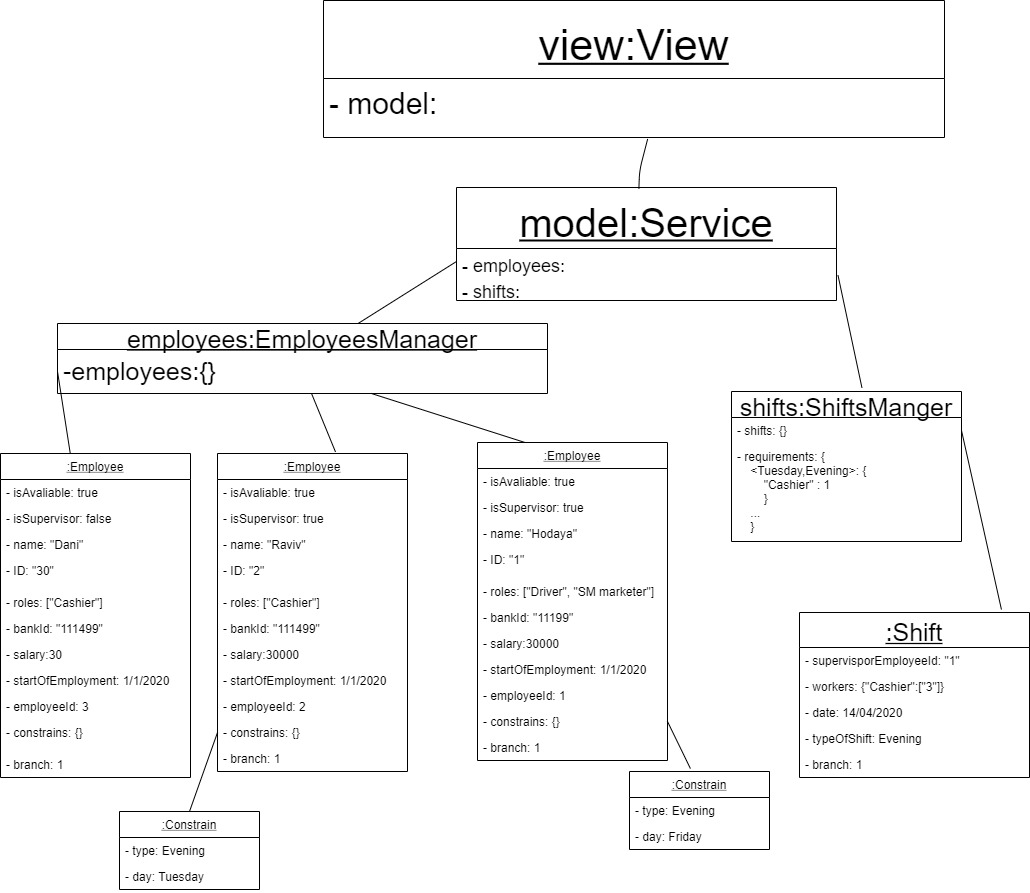 view:View
- model:
model:Service
- employees:
- shifts:
employees:EmployeesManager
-employees:{}
shifts:ShiftsManger
- shifts: {}
- requirements: {
<Tuesday,Evening>: {
"Cashier" : 1
}
...
}
:Employee
- isAvaliable: true
- isSupervisor: false
- name: "Dani"
- ID: "30"
- roles: ["Cashier"]
- bankId: "111499"
- salary:30
- startOfEmployment: 1/1/2020
- employeeId: 3
- constrains: {}
- branch: 1
:Employee
- isAvaliable: true
- isSupervisor: true
- name: "Raviv"
- ID: "2"
- roles: ["Cashier"]
- bankId: "111499"
- salary:30000
- startOfEmployment: 1/1/2020
- employeeId: 2
- constrains: {}
- branch: 1
:Employee
- isAvaliable: true
- isSupervisor: true
- name: "Hodaya"
- ID: "1"
- roles: ["Driver", "SM marketer"]
- bankId: "11199"
- salary:30000
- startOfEmployment: 1/1/2020
- employeeId: 1
- constrains: {}
- branch: 1
:Shift
- supervisporEmployeeId: "1"
- workers: {"Cashier":["3"]}
- date: 14/04/2020
- typeOfShift: Evening
- branch: 1
:Constrain
- type: Evening
- day: Tuesday
:Constrain
- type: Evening
- day: Friday